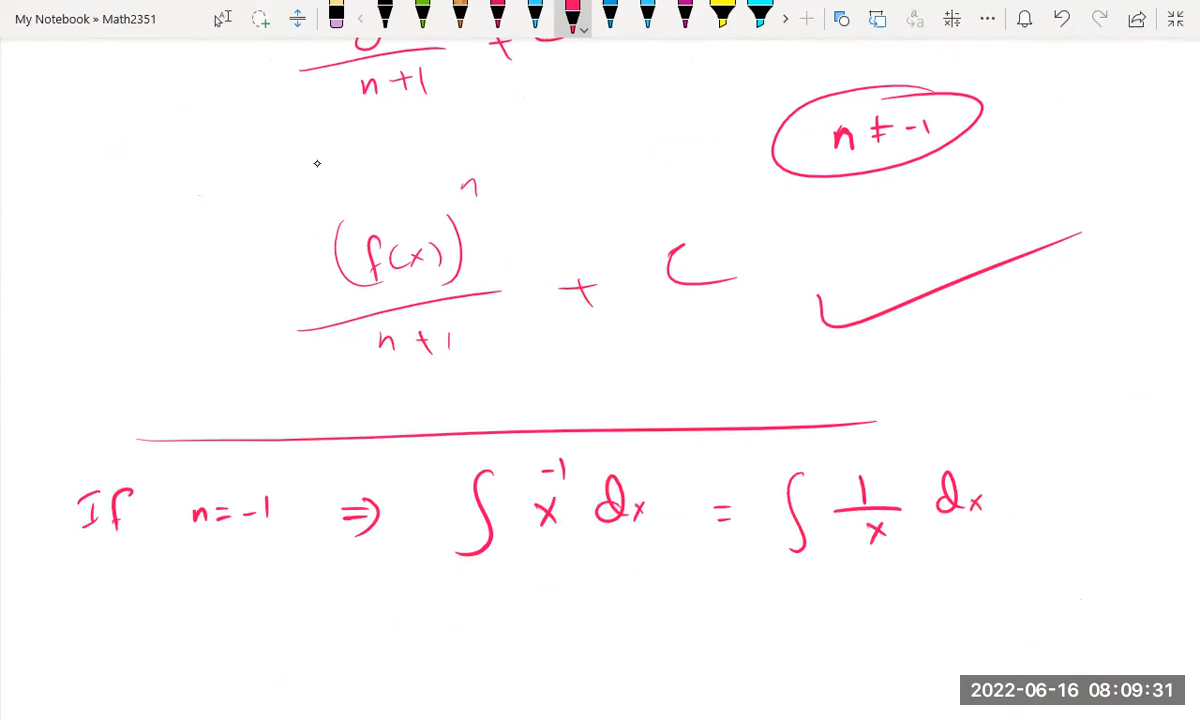 My Notebook » Math2351
n+1
+
n ≠ -1
(f(x))^n
+ C
n+1
If n=-1 ⇒ ∫ x^-1 dx = ∫ 1/x dx
2022-06-16 08:09:31